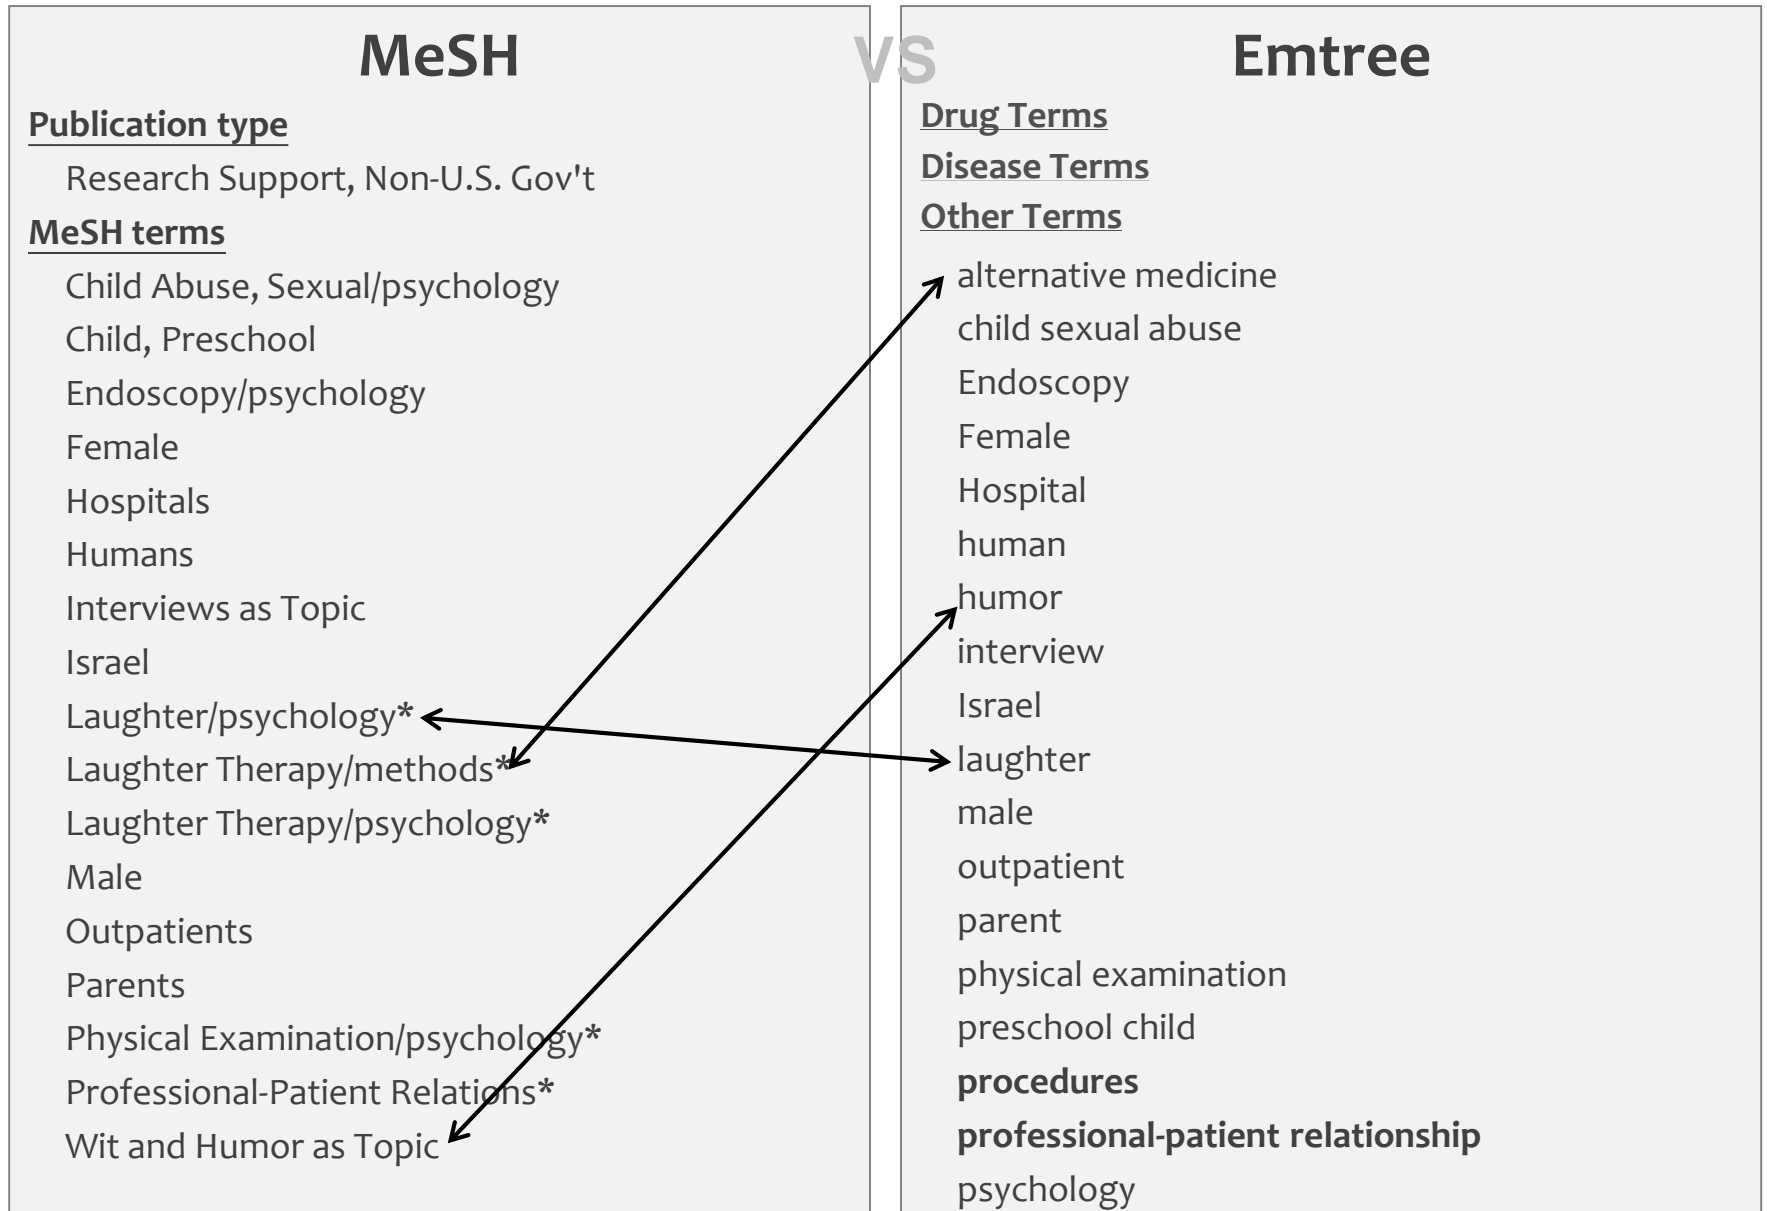 MeSH
VS
Emtree
Publication type
Research Support, Non-U.S. Gov't
MeSH terms
Child Abuse, Sexual/psychology
Child, Preschool
Endoscopy/psychology
Female
Hospitals
Humans
Interviews as Topic
Israel
Laughter/psychology*
Laughter Therapy/methods*
Laughter Therapy/psychology*
Male
Outpatients
Parents
Physical Examination/psychology*
Professional-Patient Relations*
Wit and Humor as Topic
Drug Terms
Disease Terms
Other Terms
alternative medicine
child sexual abuse
Endoscopy
Female
Hospital
human
humor
interview
Israel
laughter
male
outpatient
parent
physical examination
preschool child
procedures
professional-patient relationship
psychology